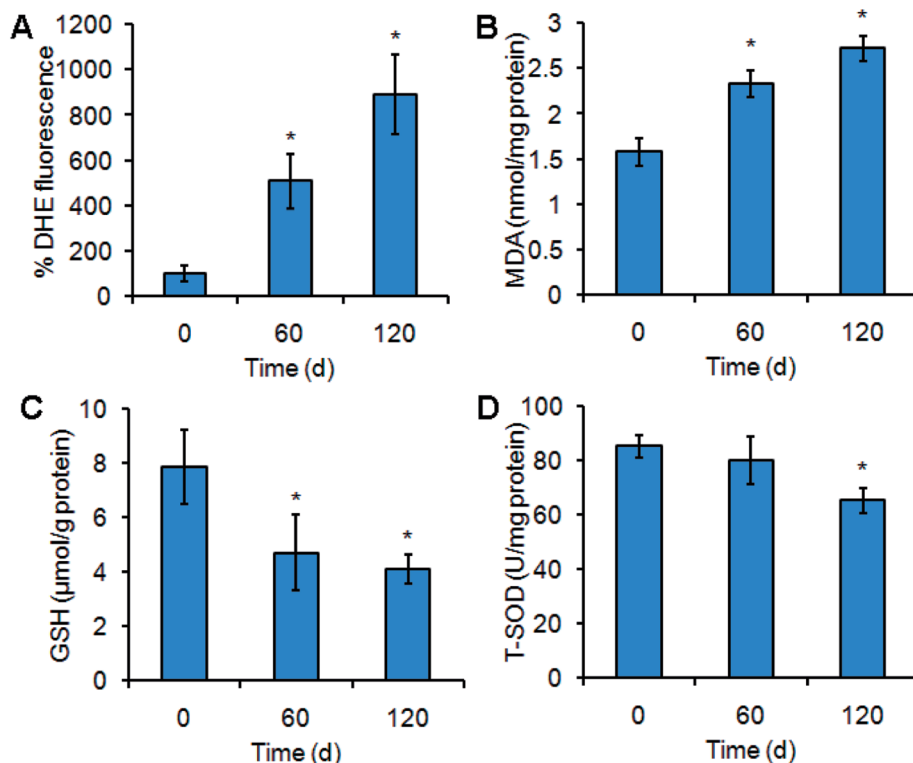 A
% DHE fluorescence
1200
1000
800
600
400
200
0
*
*
0 60 120
Time (d)
B
MDA (nmol/mg protein)
3
2.5
2
1.5
1
0.5
0
*
*
0 60 120
Time (d)
C
GSH (μmol/g protein)
10
8
6
4
2
0
*
*
0 60 120
Time (d)
D
T-SOD (U/mg protein)
100
80
60
40
20
0
*
0 60 120
Time (d)